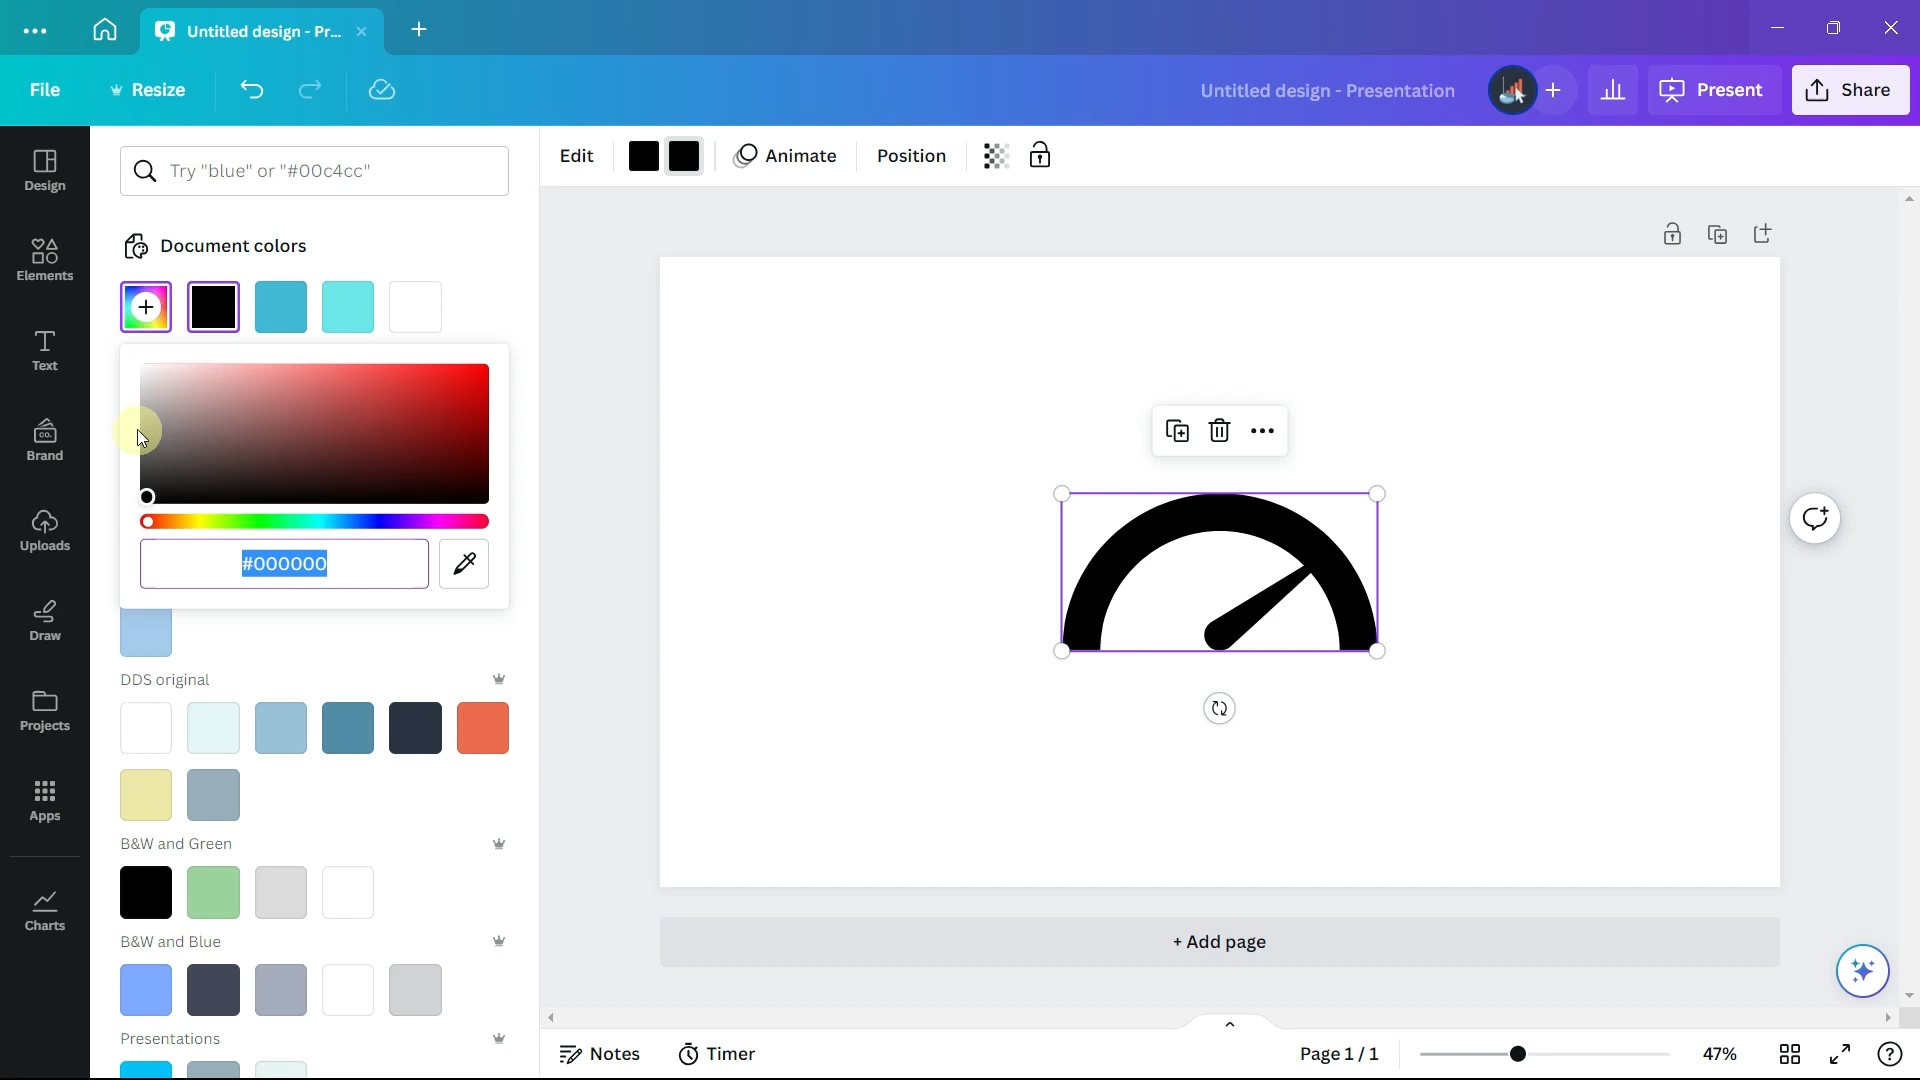 Untitled design - Pr...
File
Resize
Untitled design - Presentation
Present
Share
Try "blue" or "#00c4cc"
Edit
Animate
Position
Design
Elements
Text
Brand
co.
Uploads
Draw
Projects
Apps
Charts
Document colors
#000000
DDS original
B&W and Green
B&W and Blue
Presentations
+ Add page
Notes
Timer
Page 1 / 1
47%